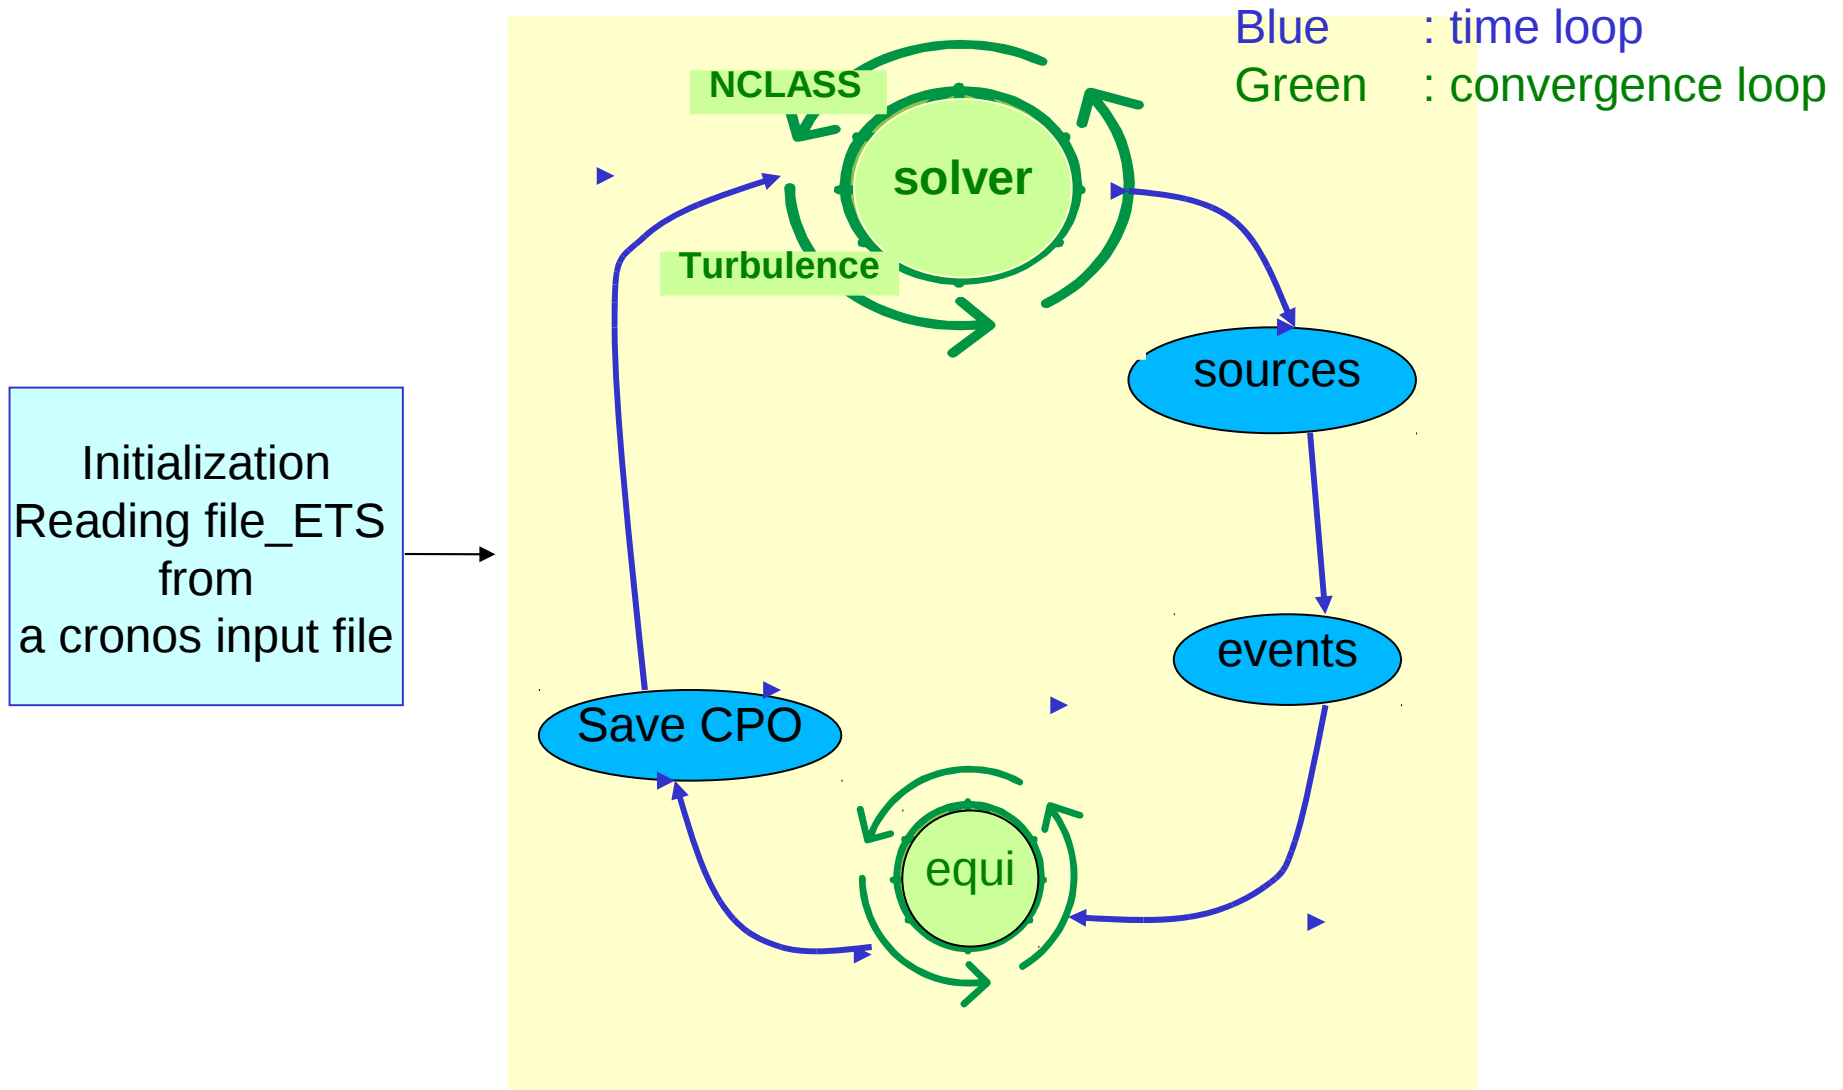 Blue : time loop
Green : convergence loop
NCLASS
solver
Turbulence
sources
Initialization
Reading file_ETS
from
a cronos input file
events
Save CPO
equi